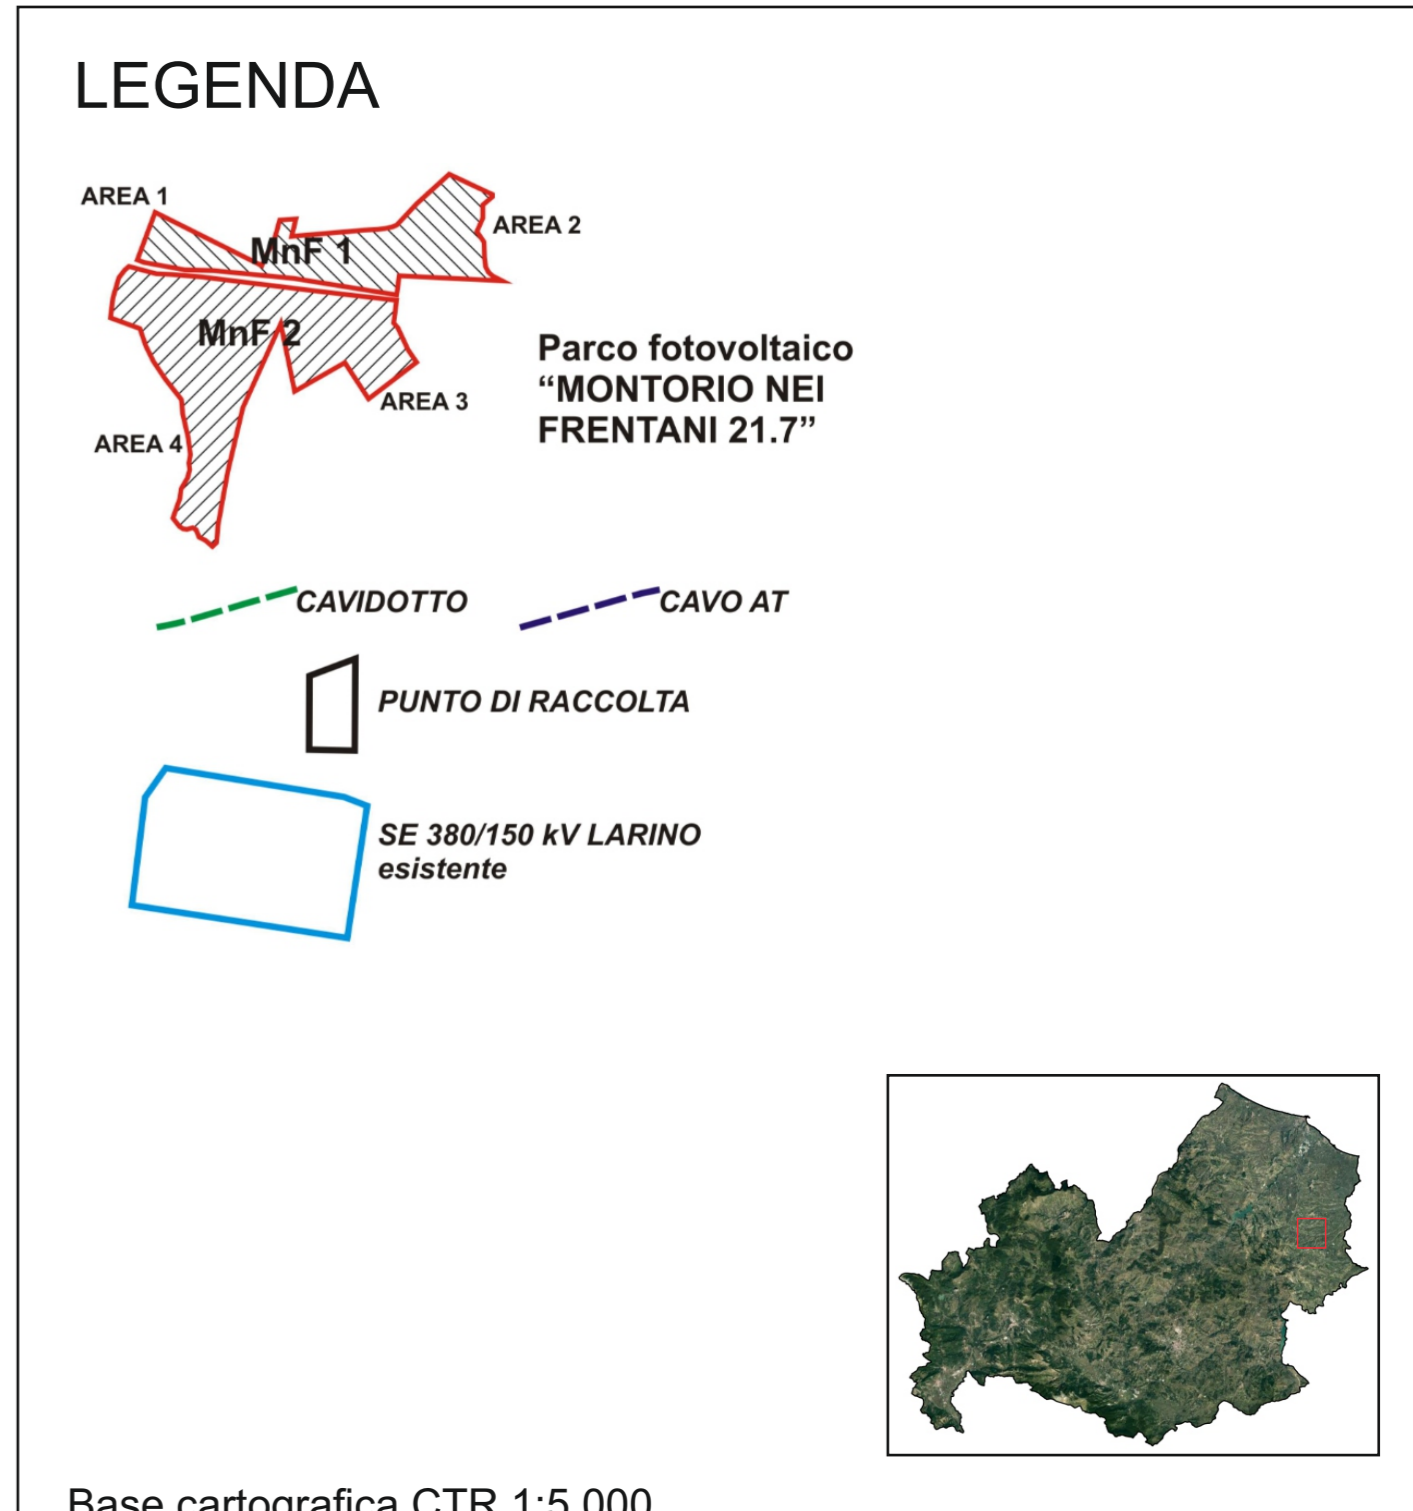 LEGENDA
AREA 1
AREA 2
MnF 1
MnF 2
AREA 3
AREA 4
Parco fotovoltaico
“MONTORIO NEI
FRENTANI 21.7”
CAVIDOTTO
CAVO AT
PUNTO DI RACCOLTA
SE 380/150 kV LARINO
esistente
Base cartografica CTR 1:5.000